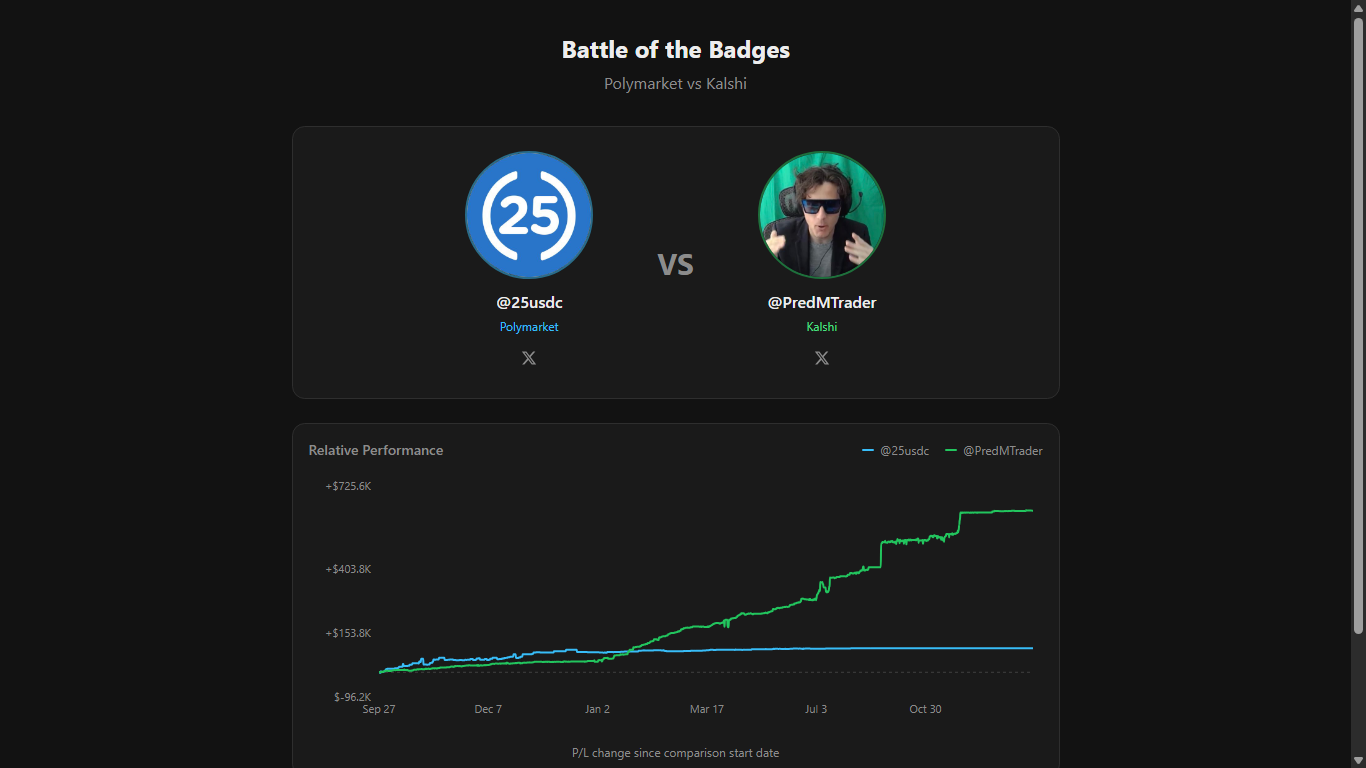 Battle of the Badges
Polymarket vs Kalshi
25
VS
@25usdc
@PredMTrader
Polymarket
Kalshi
Relative Performance
@25usdc
@PredMTrader
+$725.6K
+$403.8K
+$153.8K
$-96.2K
Sep 27
Dec 7
Jan 2
Mar 17
Jul 3
Oct 30
P/L change since comparison start date